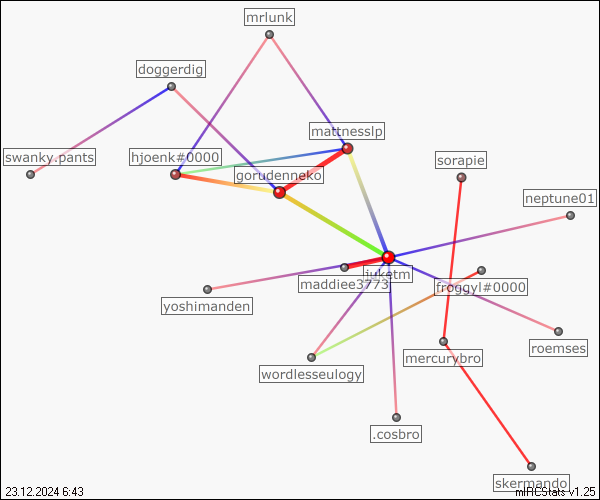 mrlunk
doggerdig
mattnesslp
swanky.pants
hjoenk#0000
sorapie
gorudenneko
neptune01
juketm
maddiee3773
froggyl#0000
yoshimanden
roemses
mercurybro
wordlesseulogy
.cosbro
skermando
23.12.2024 6:43
mIRCStats v1.25